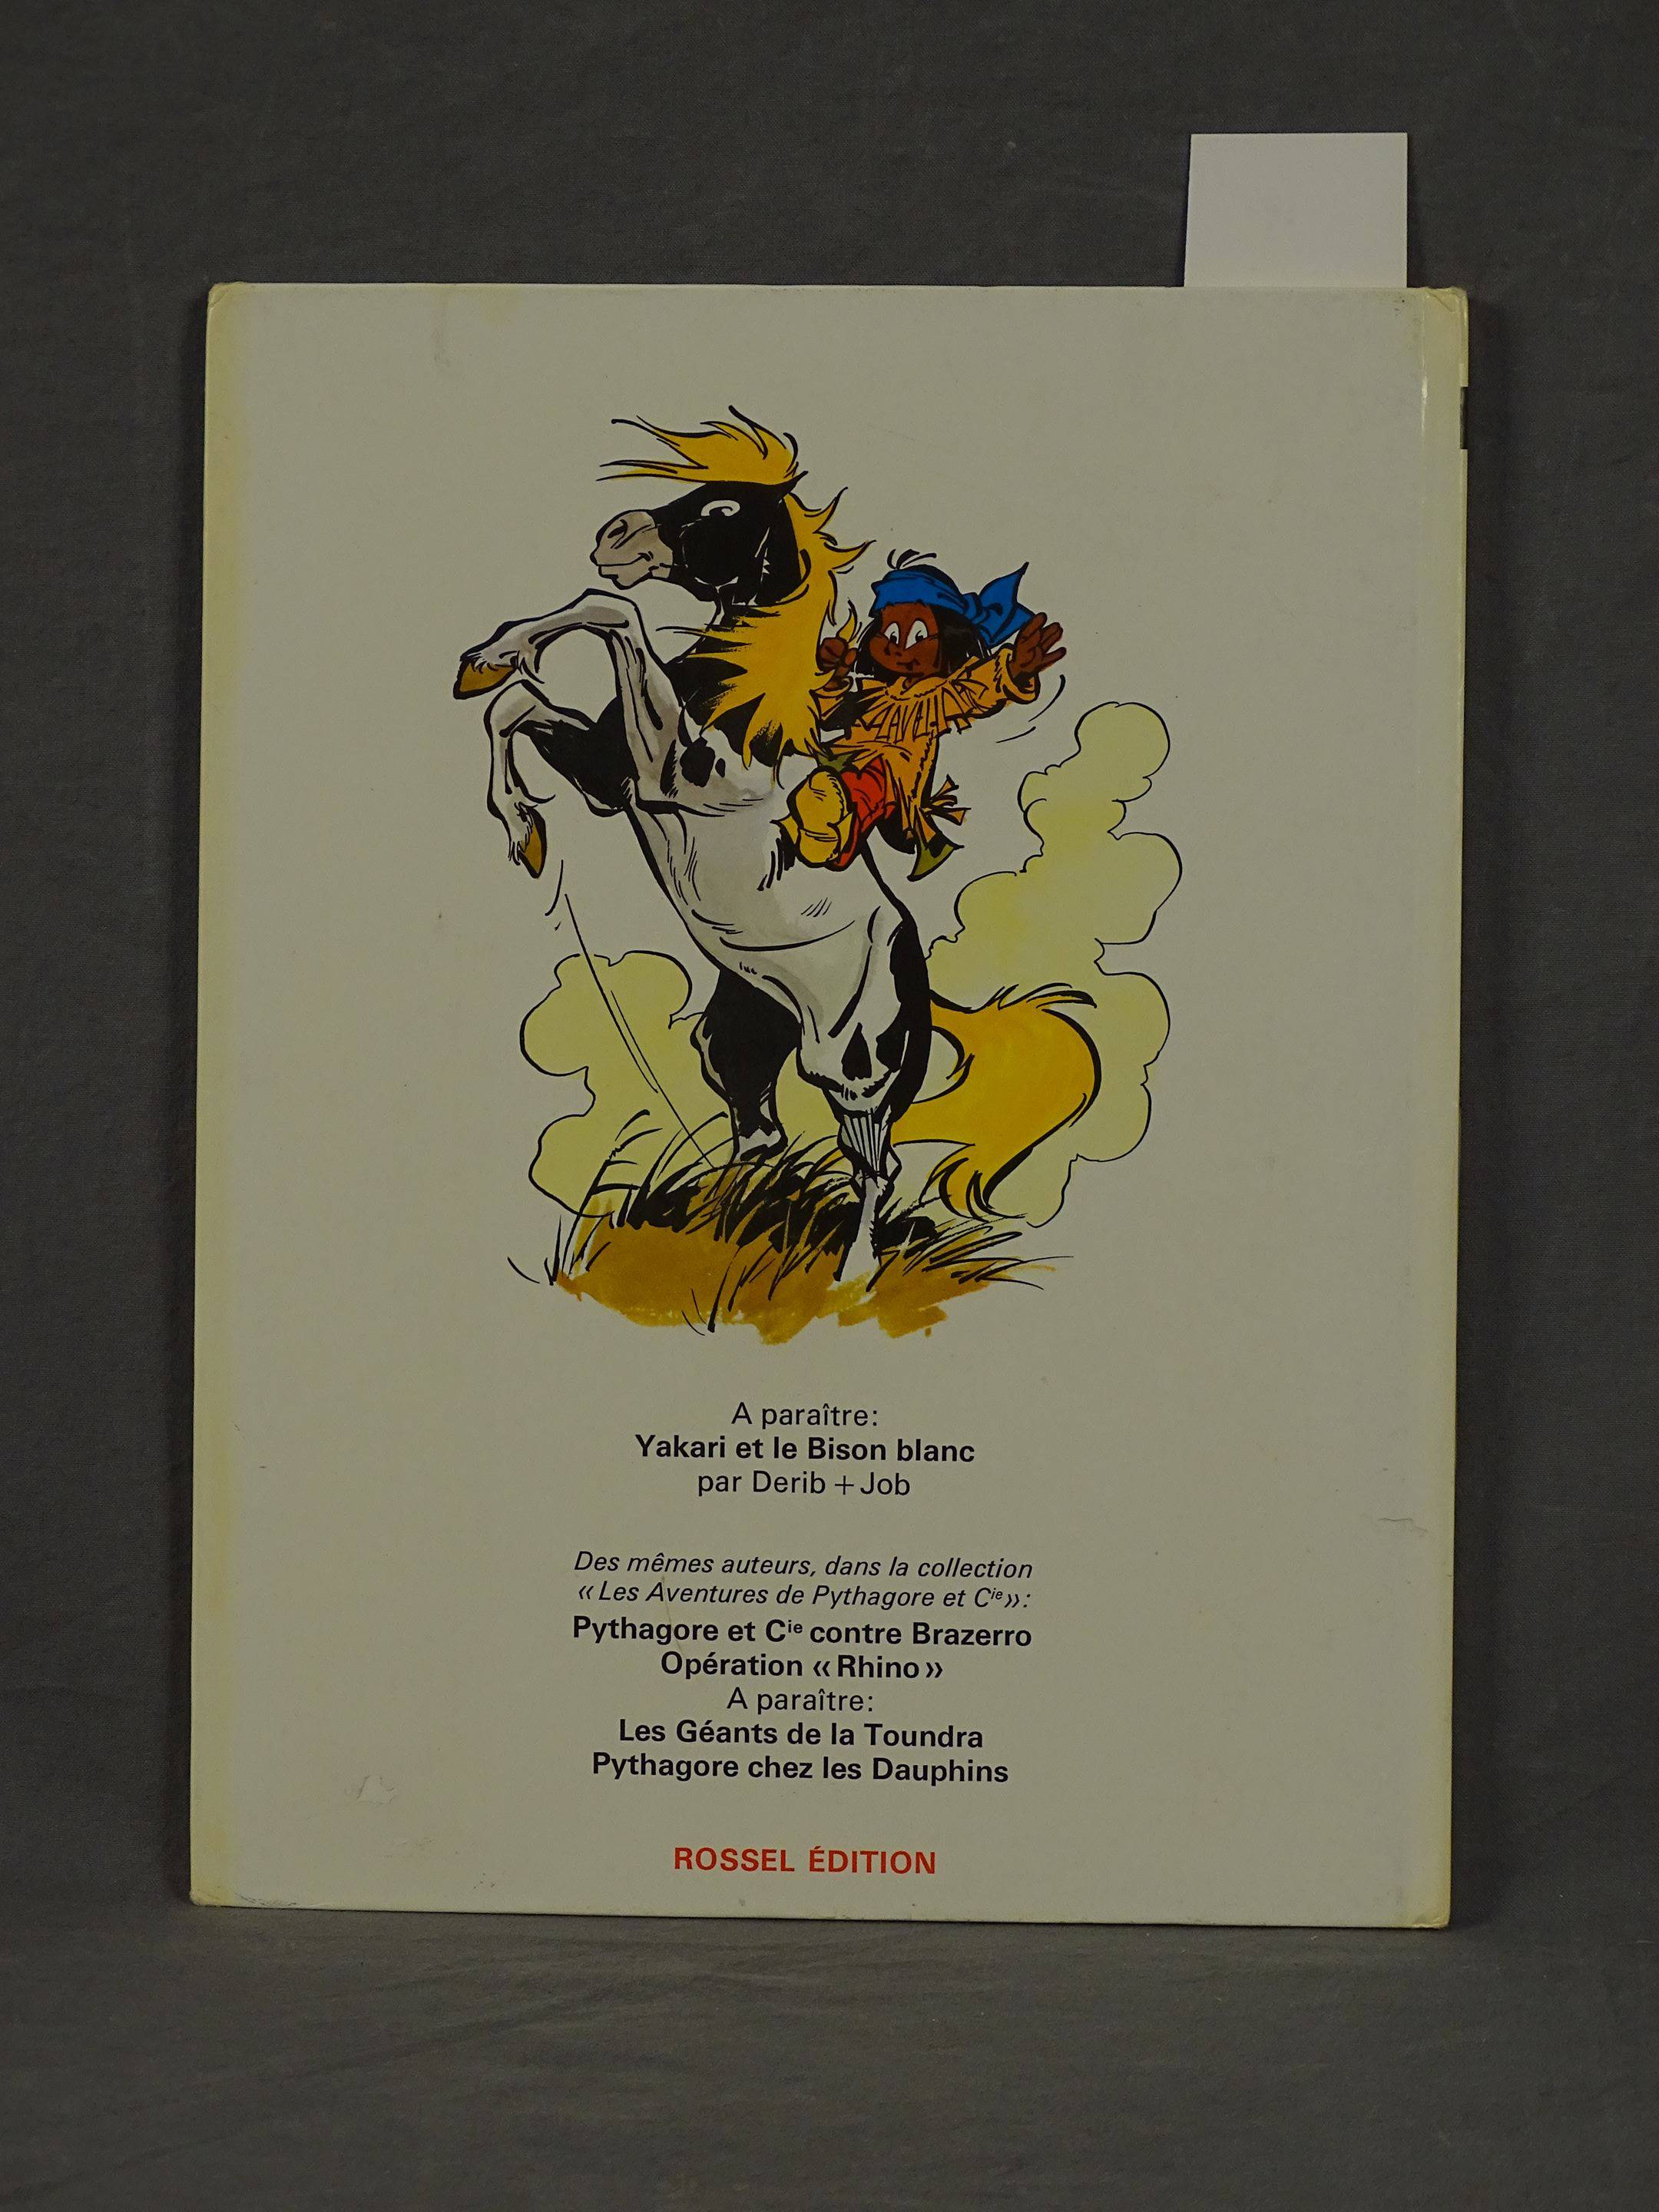 A paraître:
Yakari et le Bison blanc
par Derib + Job
Des mêmes auteurs, dans la collection
« Les Aventures de Pythagore et Cie»:
Pythagore et Cie contre Brazerro
Opération « Rhino »
A paraître:
Les Géants de la Toundra
Pythagore chez les Dauphins
ROSSEL ÉDITION